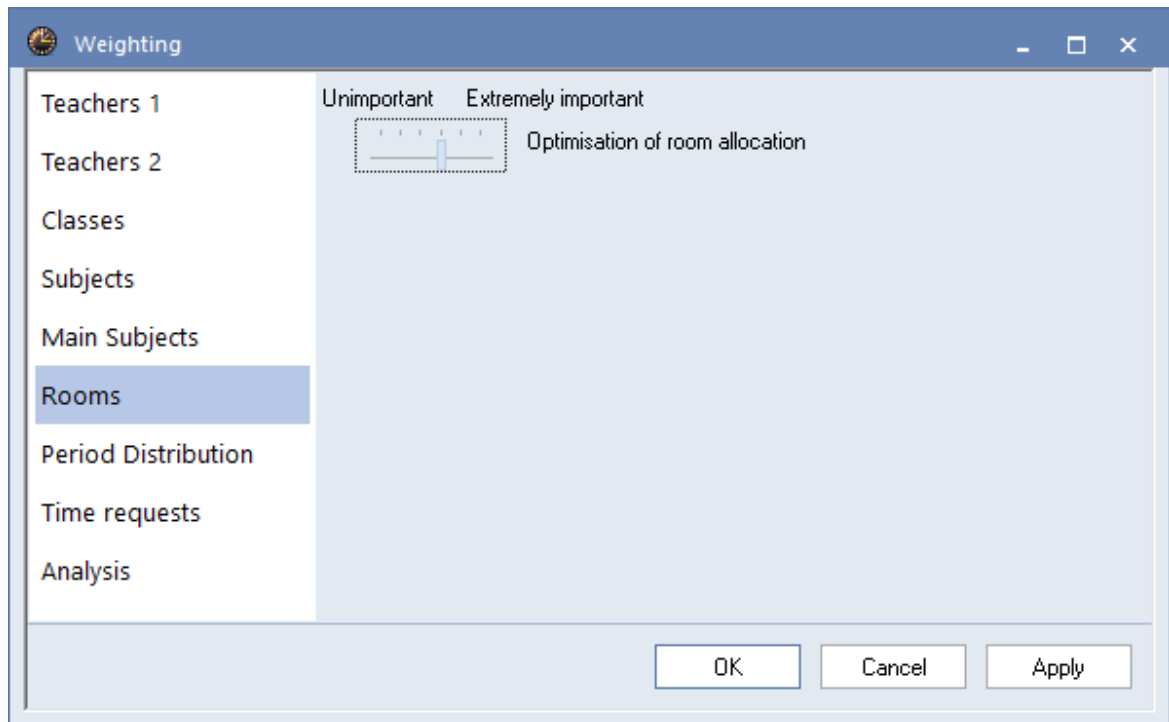 Weighting
Teachers 1
Teachers 2
Classes
Subjects
Main Subjects
Rooms
Period Distribution
Time requests
Analysis
Unimportant Extremely important
Optimisation of room allocation
OK Cancel Apply